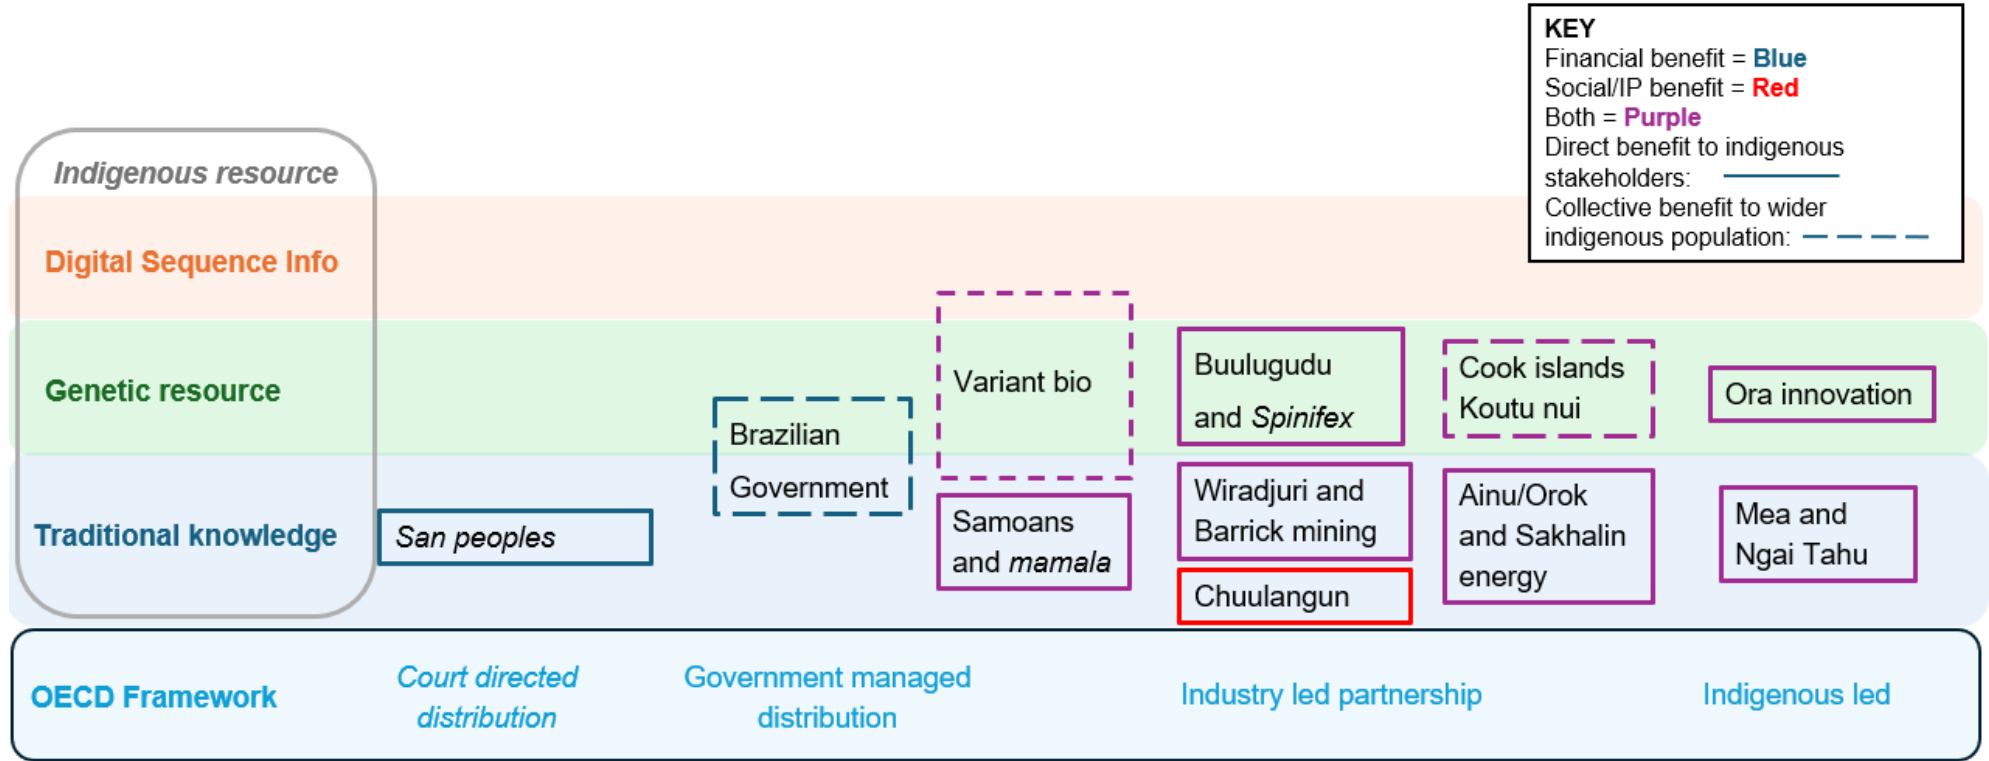 KEY
Financial benefit = Blue
Social/IP benefit = Red
Both = Purple
Direct benefit to indigenous
stakeholders:
Collective benefit to wider
indigenous population:
Indigenous resource
Digital Sequence Info
Genetic resource
Traditional knowledge
San peoples
Brazilian
Government
Variant bio
Samoans
and mamala
Buulugudu
and Spinifex
Wiradjuri and
Barrick mining
Chuulangun
Cook islands
Koutu nui
Ainu/Orok
and Sakhalin
energy
Ora innovation
Mea and
Ngai Tahu
OECD Framework
Court directed
distribution
Government managed
distribution
Industry led partnership
Indigenous led